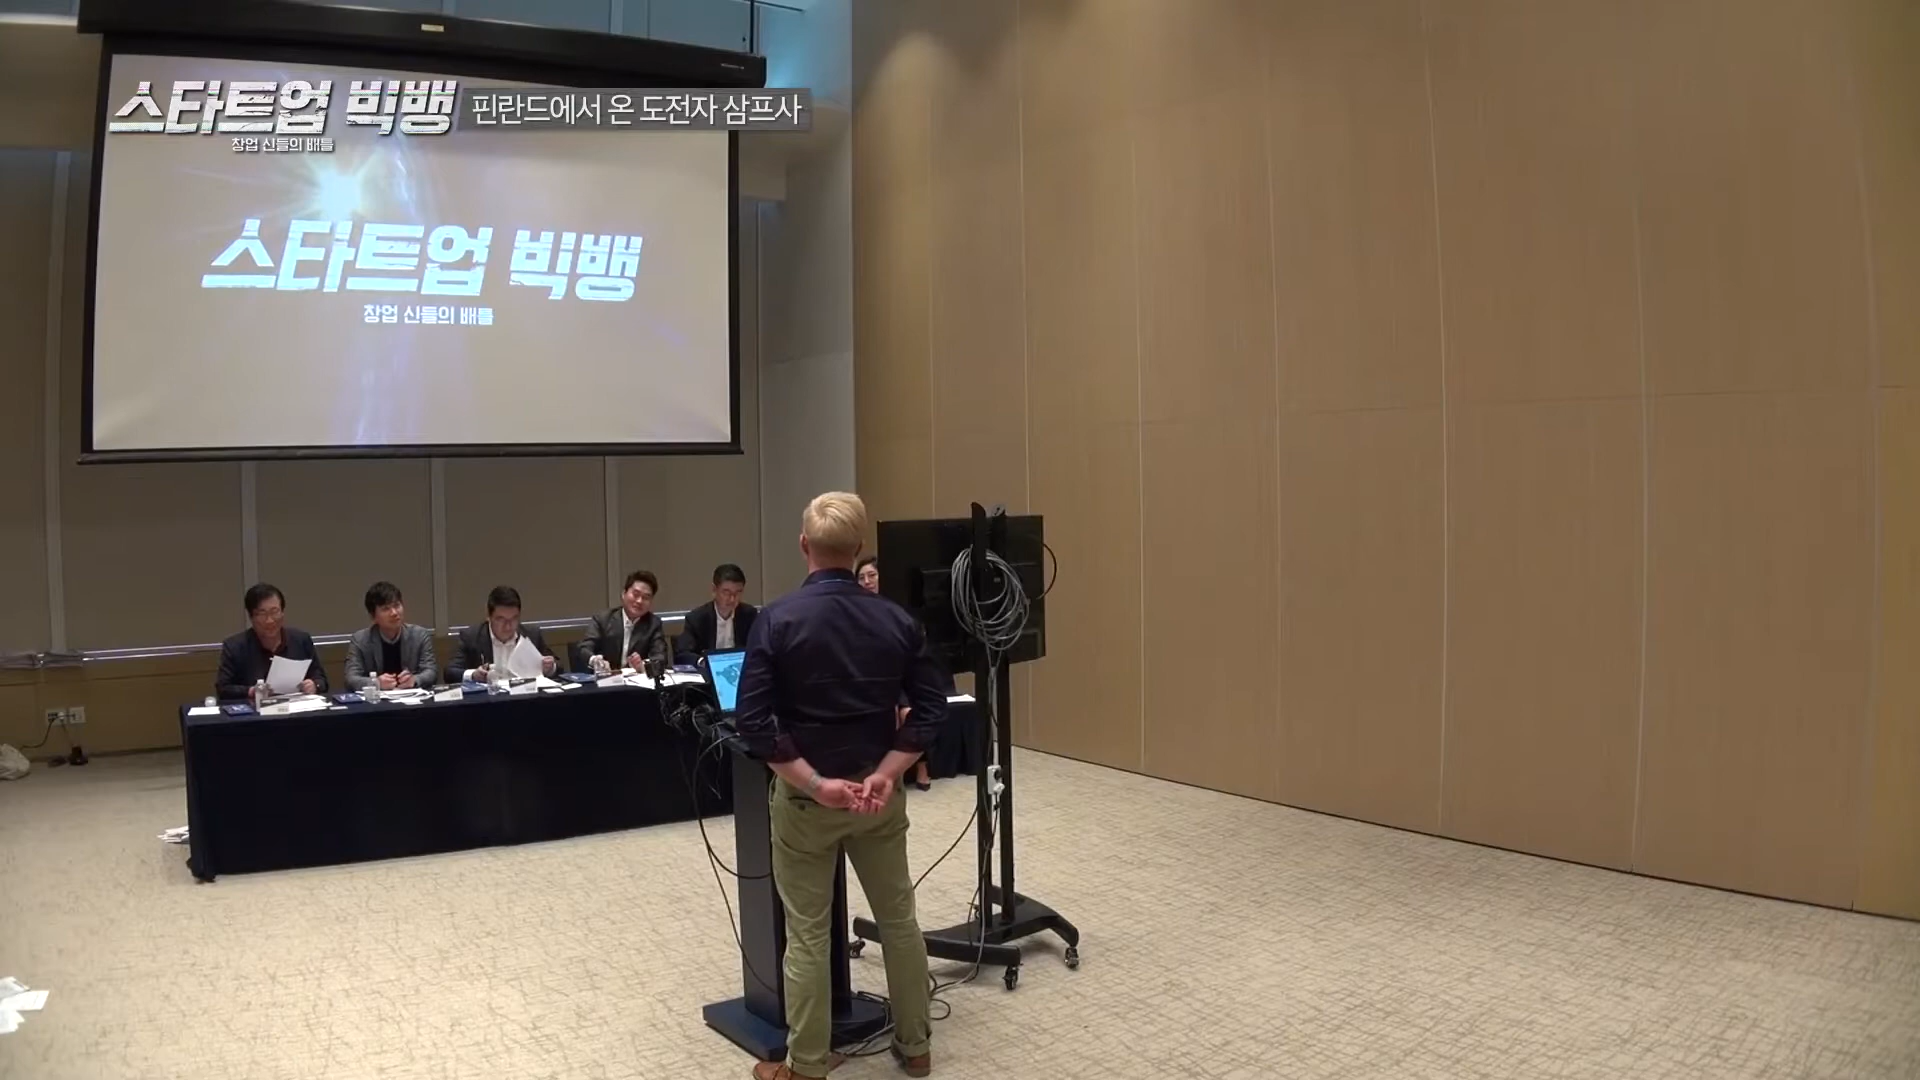 스타트업 빅뱅 핀란드에서 온 도전자 삼프사
창업 신들의 배틀
스타트업 빅뱅
창업 신들의 배틀